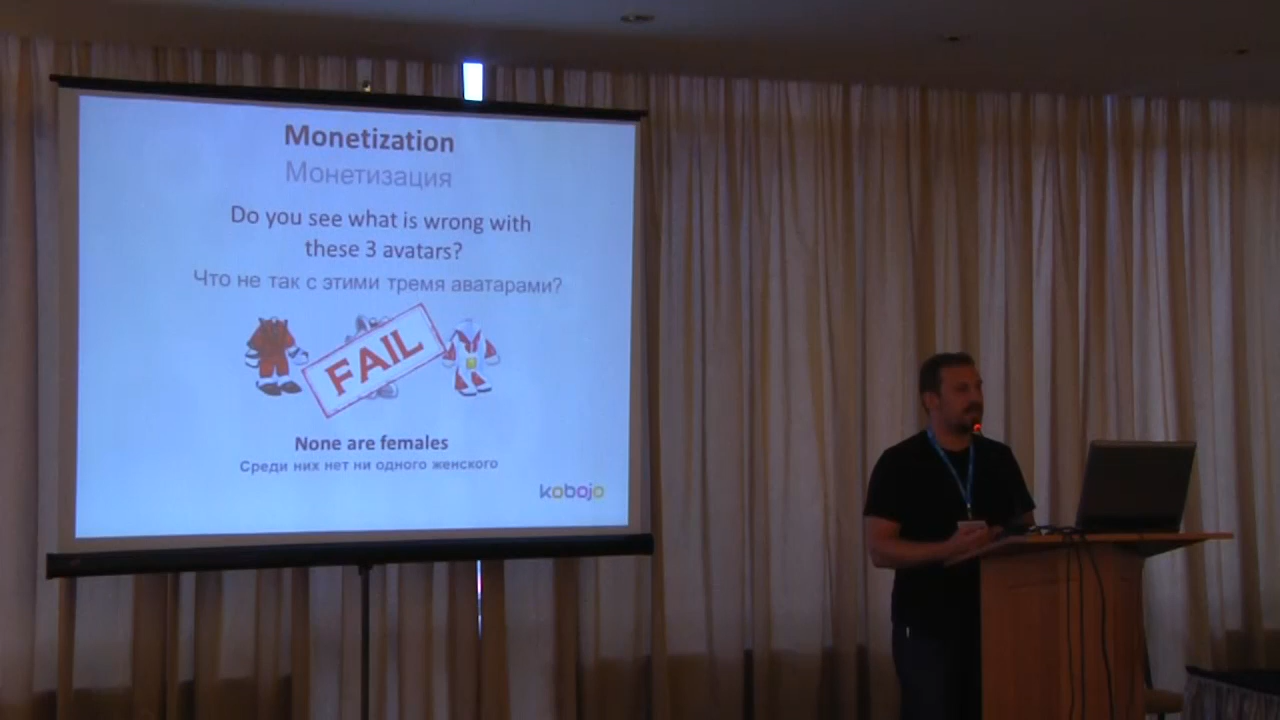 Monetization
Монетизация
Do you see what is wrong with
these 3 avatars?
Что не так с этими тремя аватарами?
FAIL
None are females
Среди них нет ни одного женского
kobojo